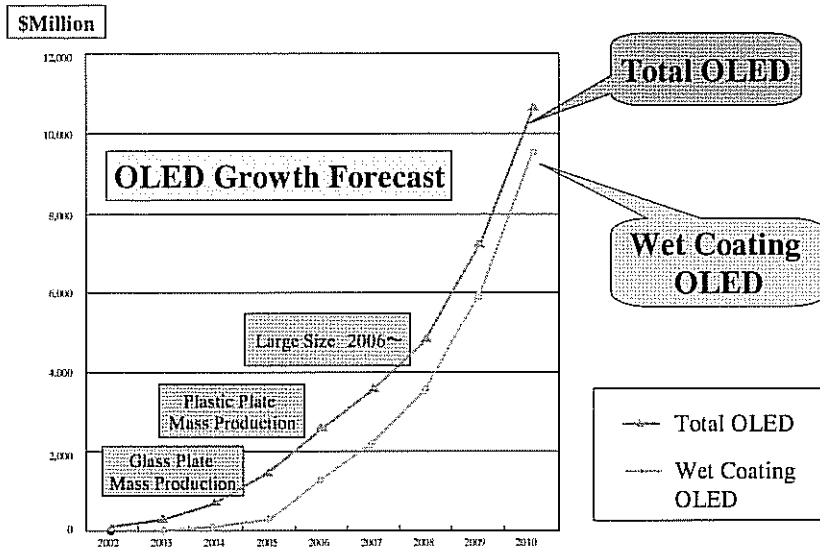 $Million
12,000
10,000
8,000
6,000
4,000
2,000
0
OLED Growth Forecast
Total OLED
Wet Coating
OLED
Large Size 2006~
Plastic Plate
Mass Production
Glass Plate
Mass Production
Total OLED
Wet Coating
OLED
2002 2003 2004 2005 2006 2007 2008 2009 2010